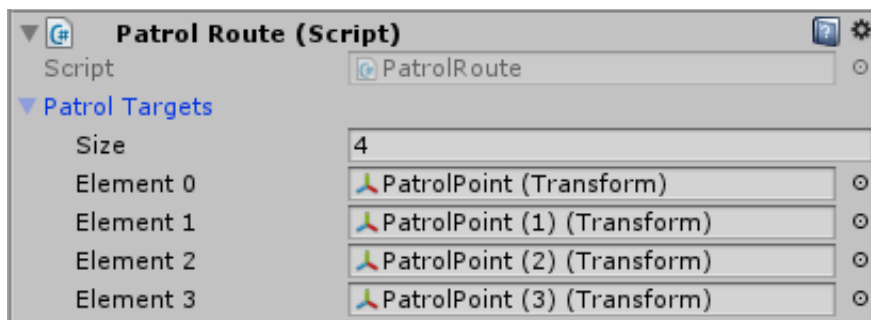 Patrol Route (Script)
Script PatrolRoute
Patrol Targets
Size 4
Element 0 PatrolPoint (Transform)
Element 1 PatrolPoint (1) (Transform)
Element 2 PatrolPoint (2) (Transform)
Element 3 PatrolPoint (3) (Transform)